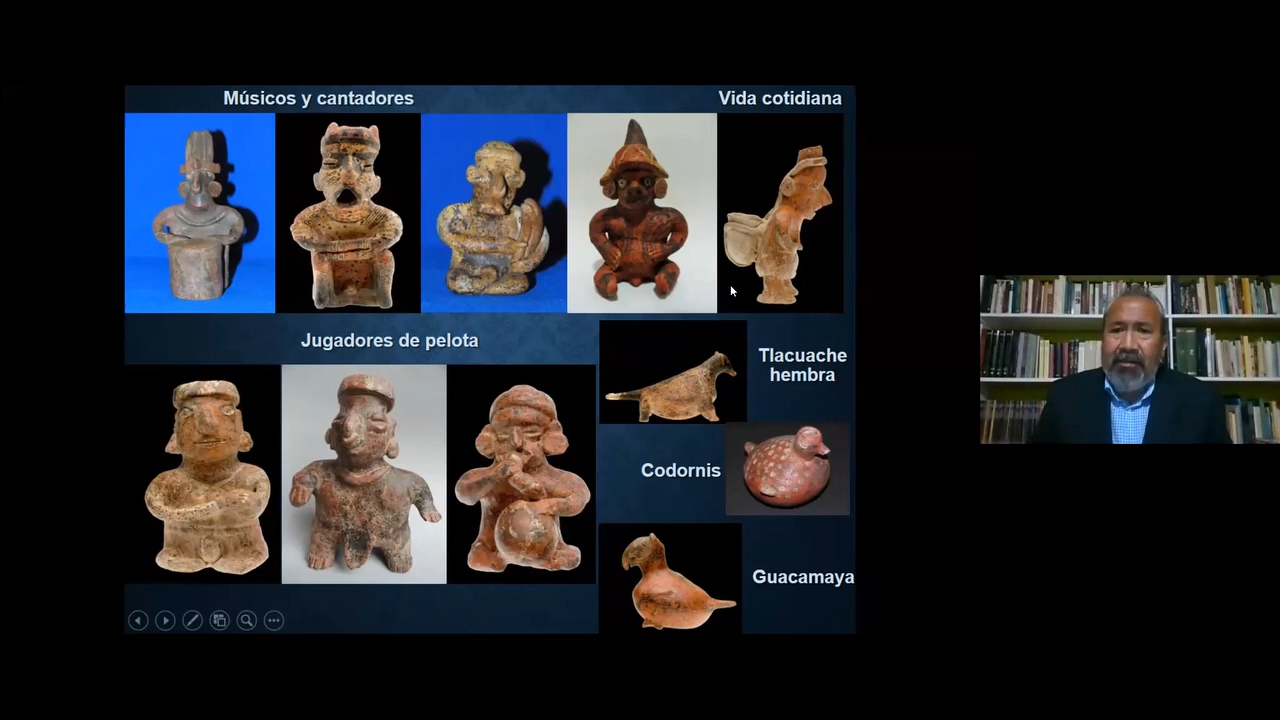 Músicos y cantadores
Vida cotidiana
Jugadores de pelota
Tlacuache
hembra
Codornis
Guacamaya